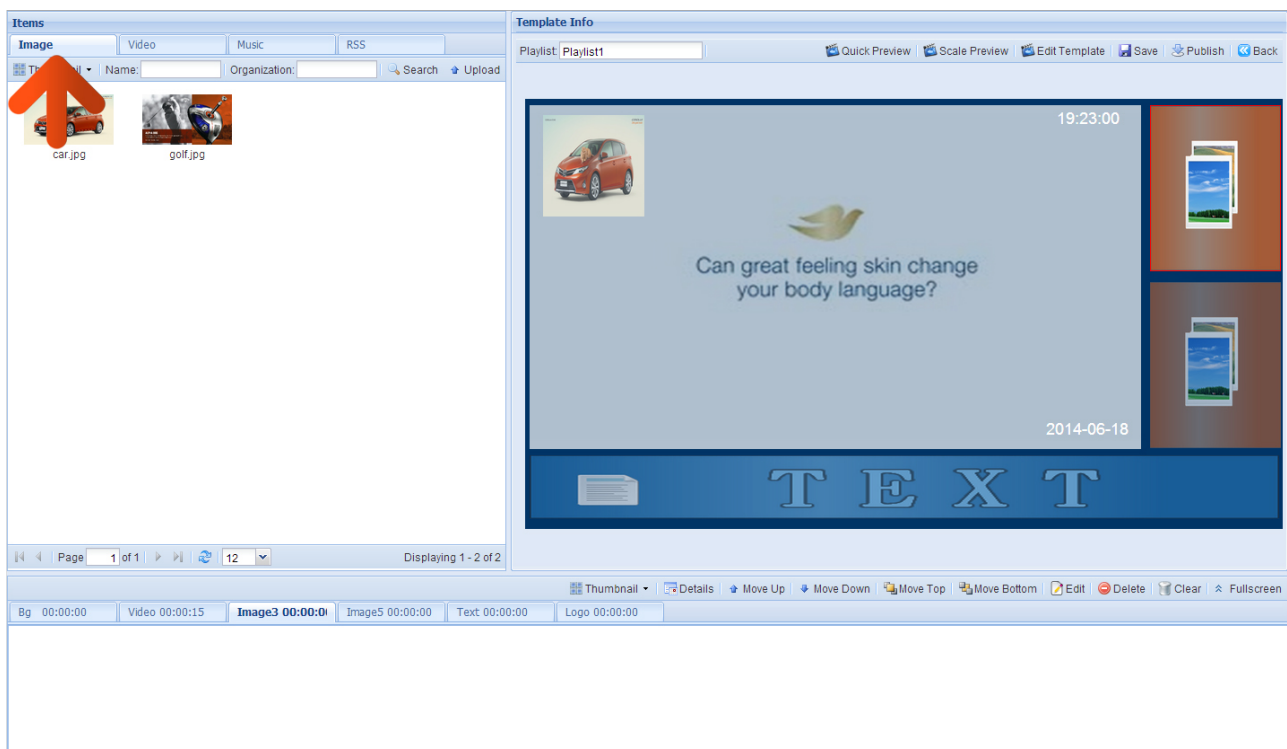 Items
Image Video Music RSS
Name: Organization: Search Upload
car.jpg golf.jpg
Page 1 of 1 12 Displaying 1 - 2 of 2
Template Info
Playlist: Playlist1 Quick Preview Scale Preview Edit Template Save Publish Back
19:23:00
Can great feeling skin change
your body language?
2014-06-18
TEXT
Thumbnail Details Move Up Move Down Move Top Move Bottom Edit Delete Clear Fullscreen
Bg 00:00:00 Video 00:00:15 Image3 00:00:0 Image5 00:00:00 Text 00:00:00 Logo 00:00:00